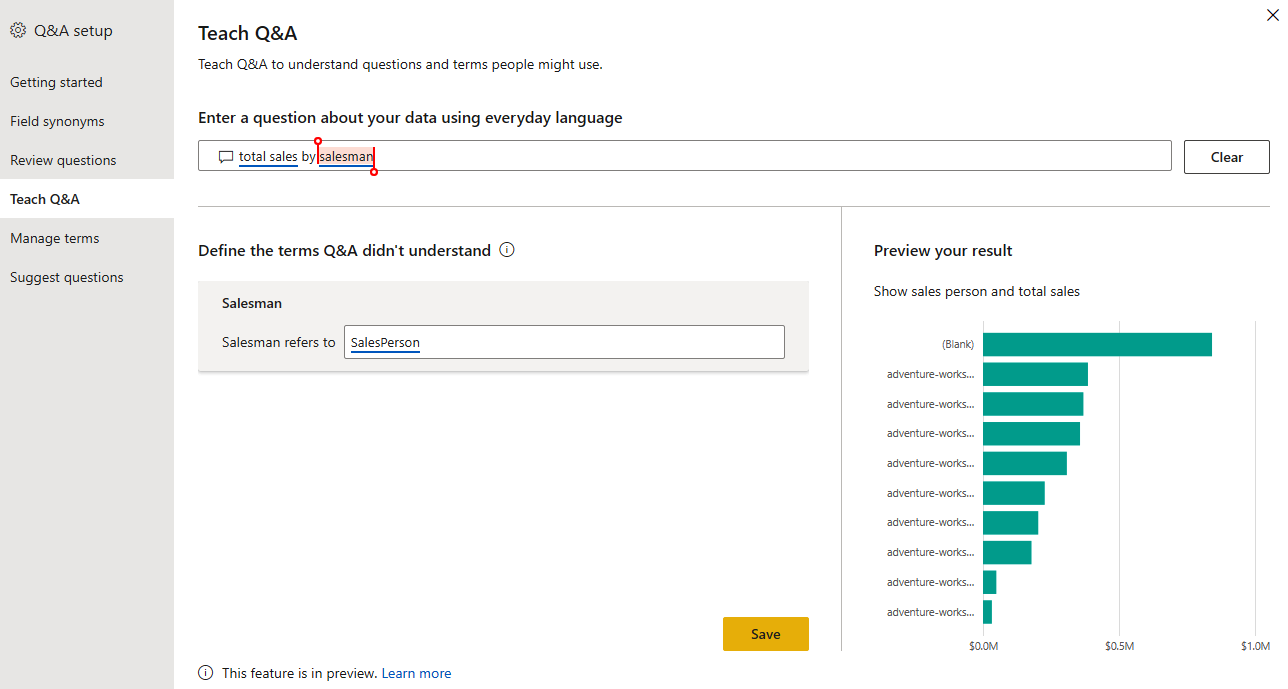 Q&A setup
Getting started
Field synonyms
Review questions
Teach Q&A
Manage terms
Suggest questions
Teach Q&A
Teach Q&A to understand questions and terms people might use.
Enter a question about your data using everyday language
total sales by salesman
Clear
Define the terms Q&A didn't understand
Salesman
Salesman refers to SalesPerson
Save
This feature is in preview. Learn more
Preview your result
Show sales person and total sales
(Blank)
adventure-works...
adventure-works...
adventure-works...
adventure-works...
adventure-works...
adventure-works...
adventure-works...
adventure-works...
adventure-works...
$0.0M $0.5M $1.0M